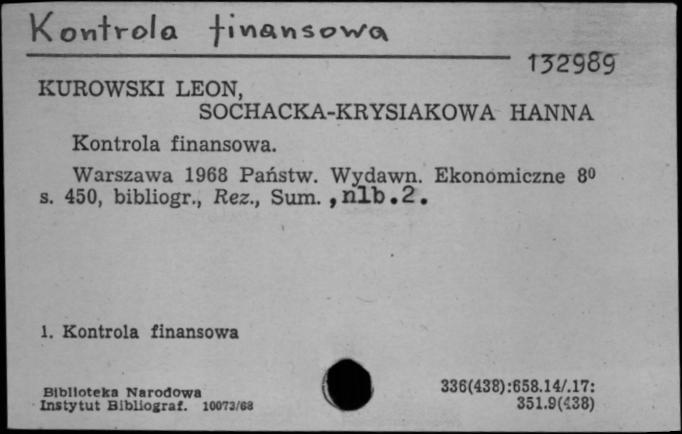 Kontrola finansowa
132989
KUROWSKI LEON,
SOCHACKA-KRYSIAKOWA HANNA
Kontrola finansowa.
Warszawa 1968 Państw. Wydawn. Ekonomiczne 8⁰
s. 450, bibliogr., Rez., Sum. , nlb.2.
1. Kontrola finansowa
Biblioteka Narodowa
Instytut Bibliograf. 10073/68
336(438):658.14/.17:
351.9(438)